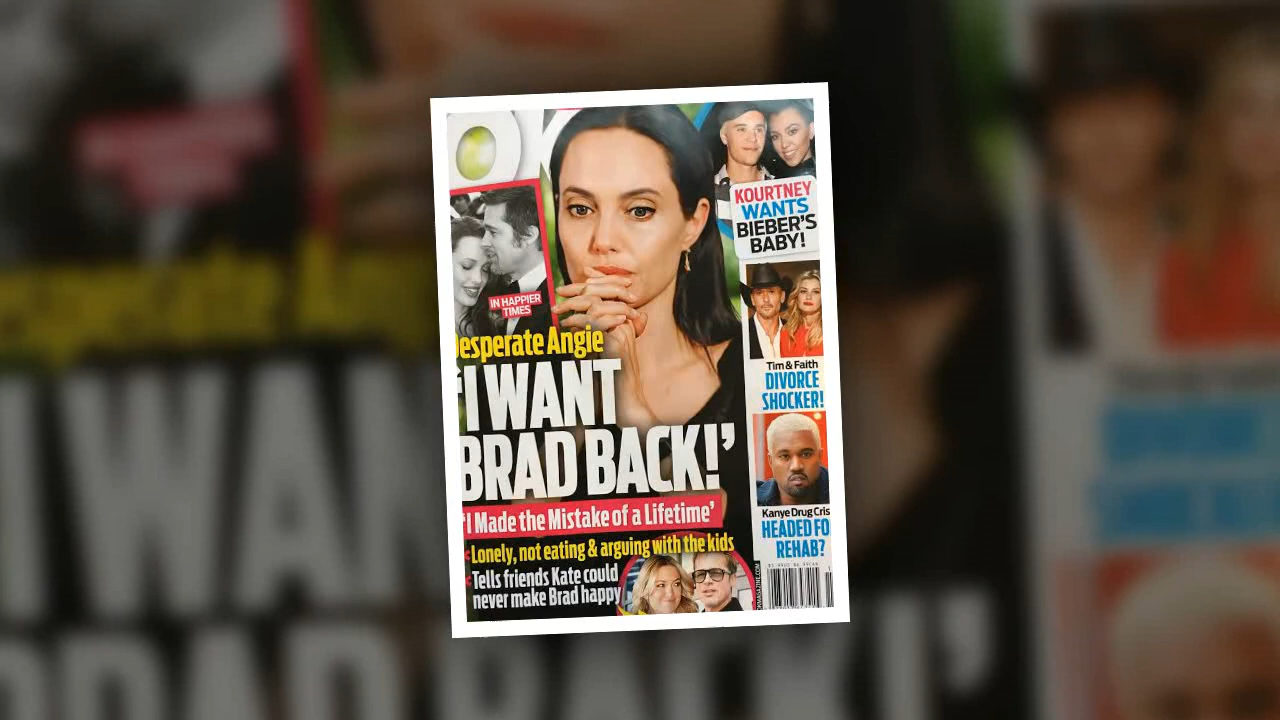 OK
KOURTNEY
WANTS
BIEBER'S
BABY!
IN HAPPIER
TIMES
Desperate Angie
'I WANT
BRAD BACK!'
'I Made the Mistake of a Lifetime'
Lonely, not eating & arguing with the kids
Tells friends Kate could
never make Brad happy
Tim & Faith
DIVORCE
SHOCKER!
Kanye Drug Cris
HEADED FO
REHAB?